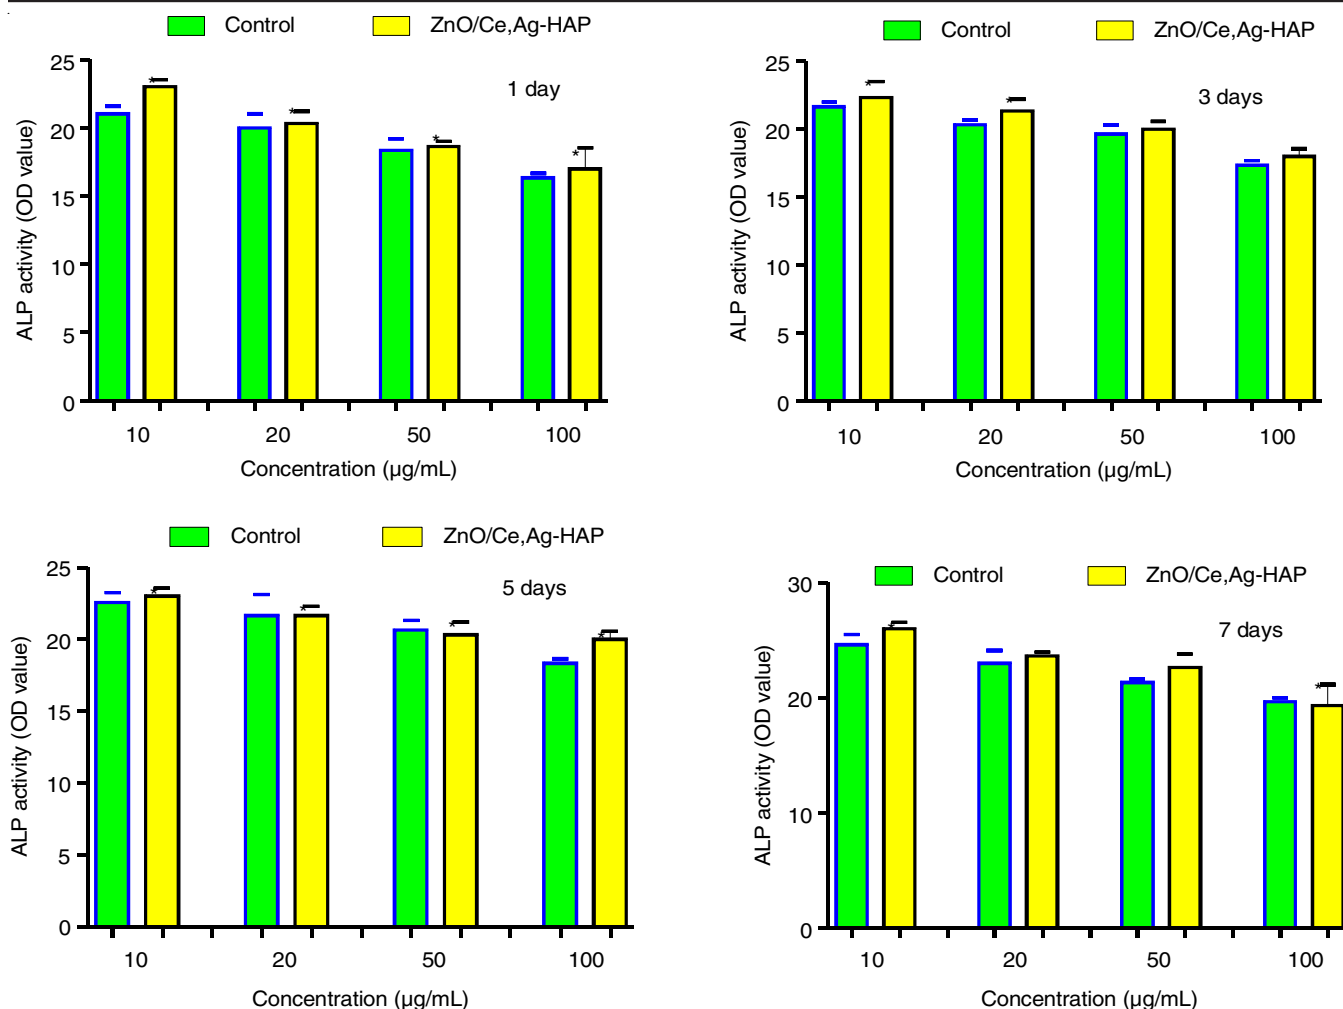 Control ZnO/Ce,Ag-HAP
1 day
ALP activity (OD value)
25
20
15
10
5
0
* * * *
10 20 50 100
Concentration (µg/mL)
Control ZnO/Ce,Ag-HAP
3 days
ALP activity (OD value)
25
20
15
10
5
0
* *
10 20 50 100
Concentration (µg/mL)
Control ZnO/Ce,Ag-HAP
5 days
ALP activity (OD value)
25
20
15
10
5
0
* * * *
10 20 50 100
Concentration (µg/mL)
Control ZnO/Ce,Ag-HAP
7 days
ALP activity (OD value)
30
20
10
0
* *
10 20 50 100
Concentration (µg/mL)